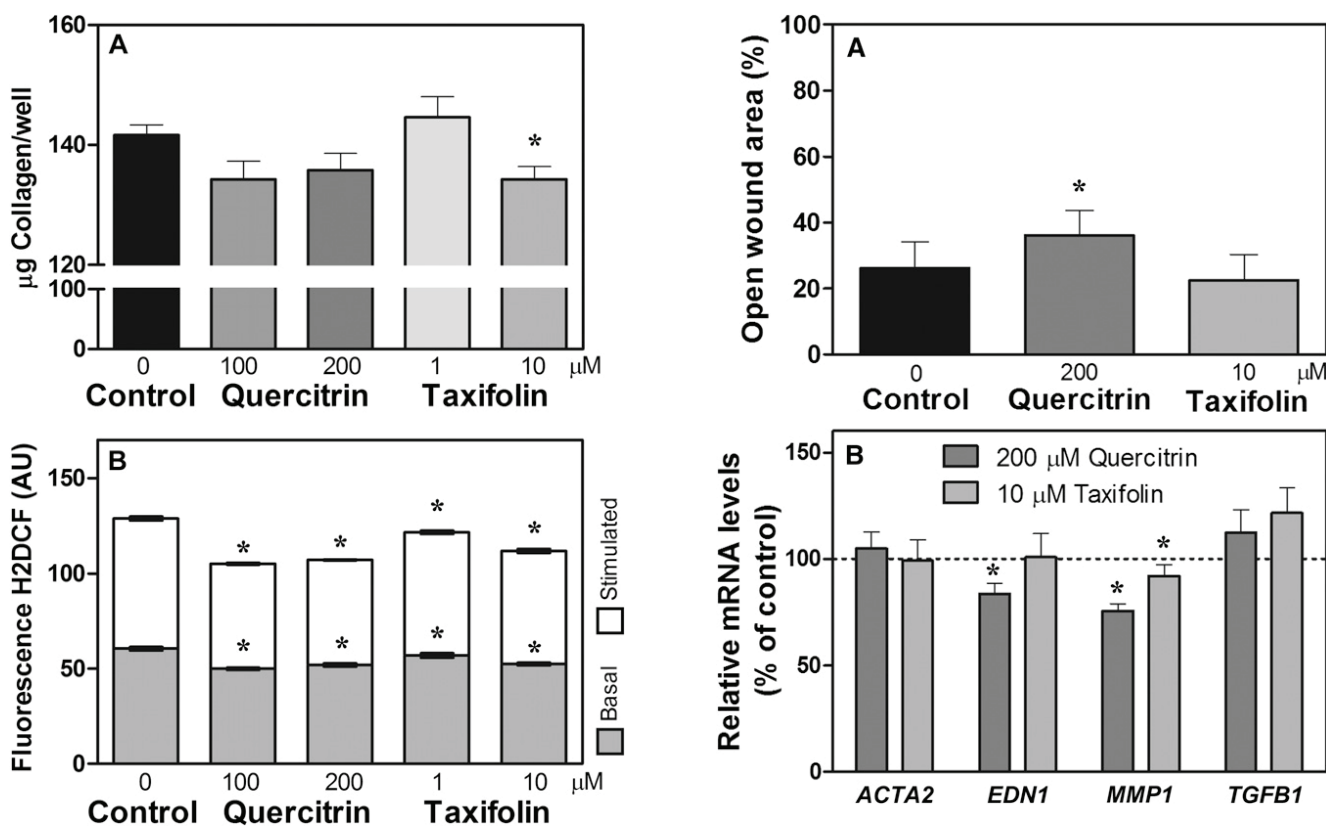 A
μg Collagen/well
160
140
120
100
0
0 100 200 1 10 μM
Control Quercitrin Taxifolin
A
Open wound area (%)
100
80
60
40
20
0
*
*
0 200 10 μM
Control Quercitrin Taxifolin
B
Fluorescence H2DCF (AU)
150
100
50
0
* * * *
* * * *
Stimulated
Basal
0 100 200 1 10 μM
Control Quercitrin Taxifolin
B
200 μM Quercitrin
10 μM Taxifolin
Relative mRNA levels
(% of control)
150
100
50
0
* * *
ACTA2 EDN1 MMP1 TGFB1